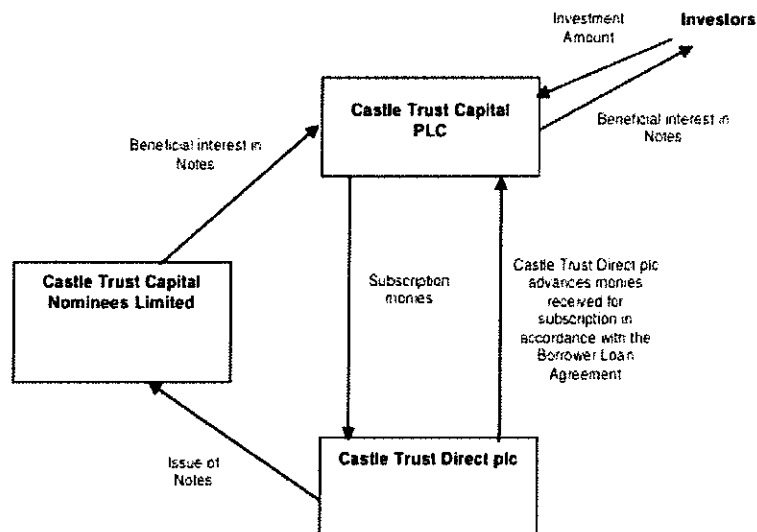 Investment
Amount
Investors
Castle Trust Capital
PLC
Beneficial interest in
Notes
Beneficial interest in
Notes
Castle Trust Capital
Nominees Limited
Subscription
monies
Castle Trust Direct plc
advances monies
received for
subscription in
accordance with the
Borrower Loan
Agreement
Issue of
Notes
Castle Trust Direct plc